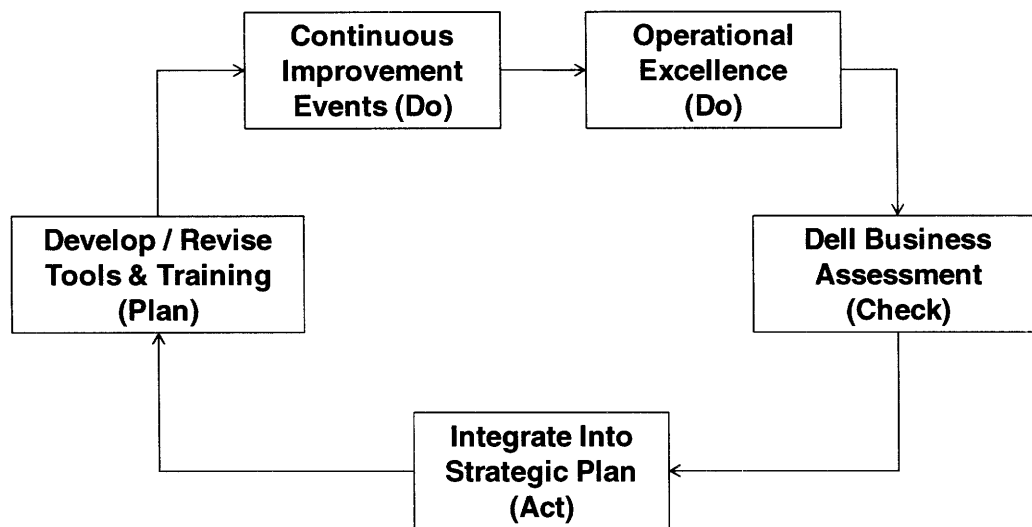 Continuous
Improvement
Events (Do)
Operational
Excellence
(Do)
Develop / Revise
Tools & Training
(Plan)
Dell Business
Assessment
(Check)
Integrate Into
Strategic Plan
(Act)